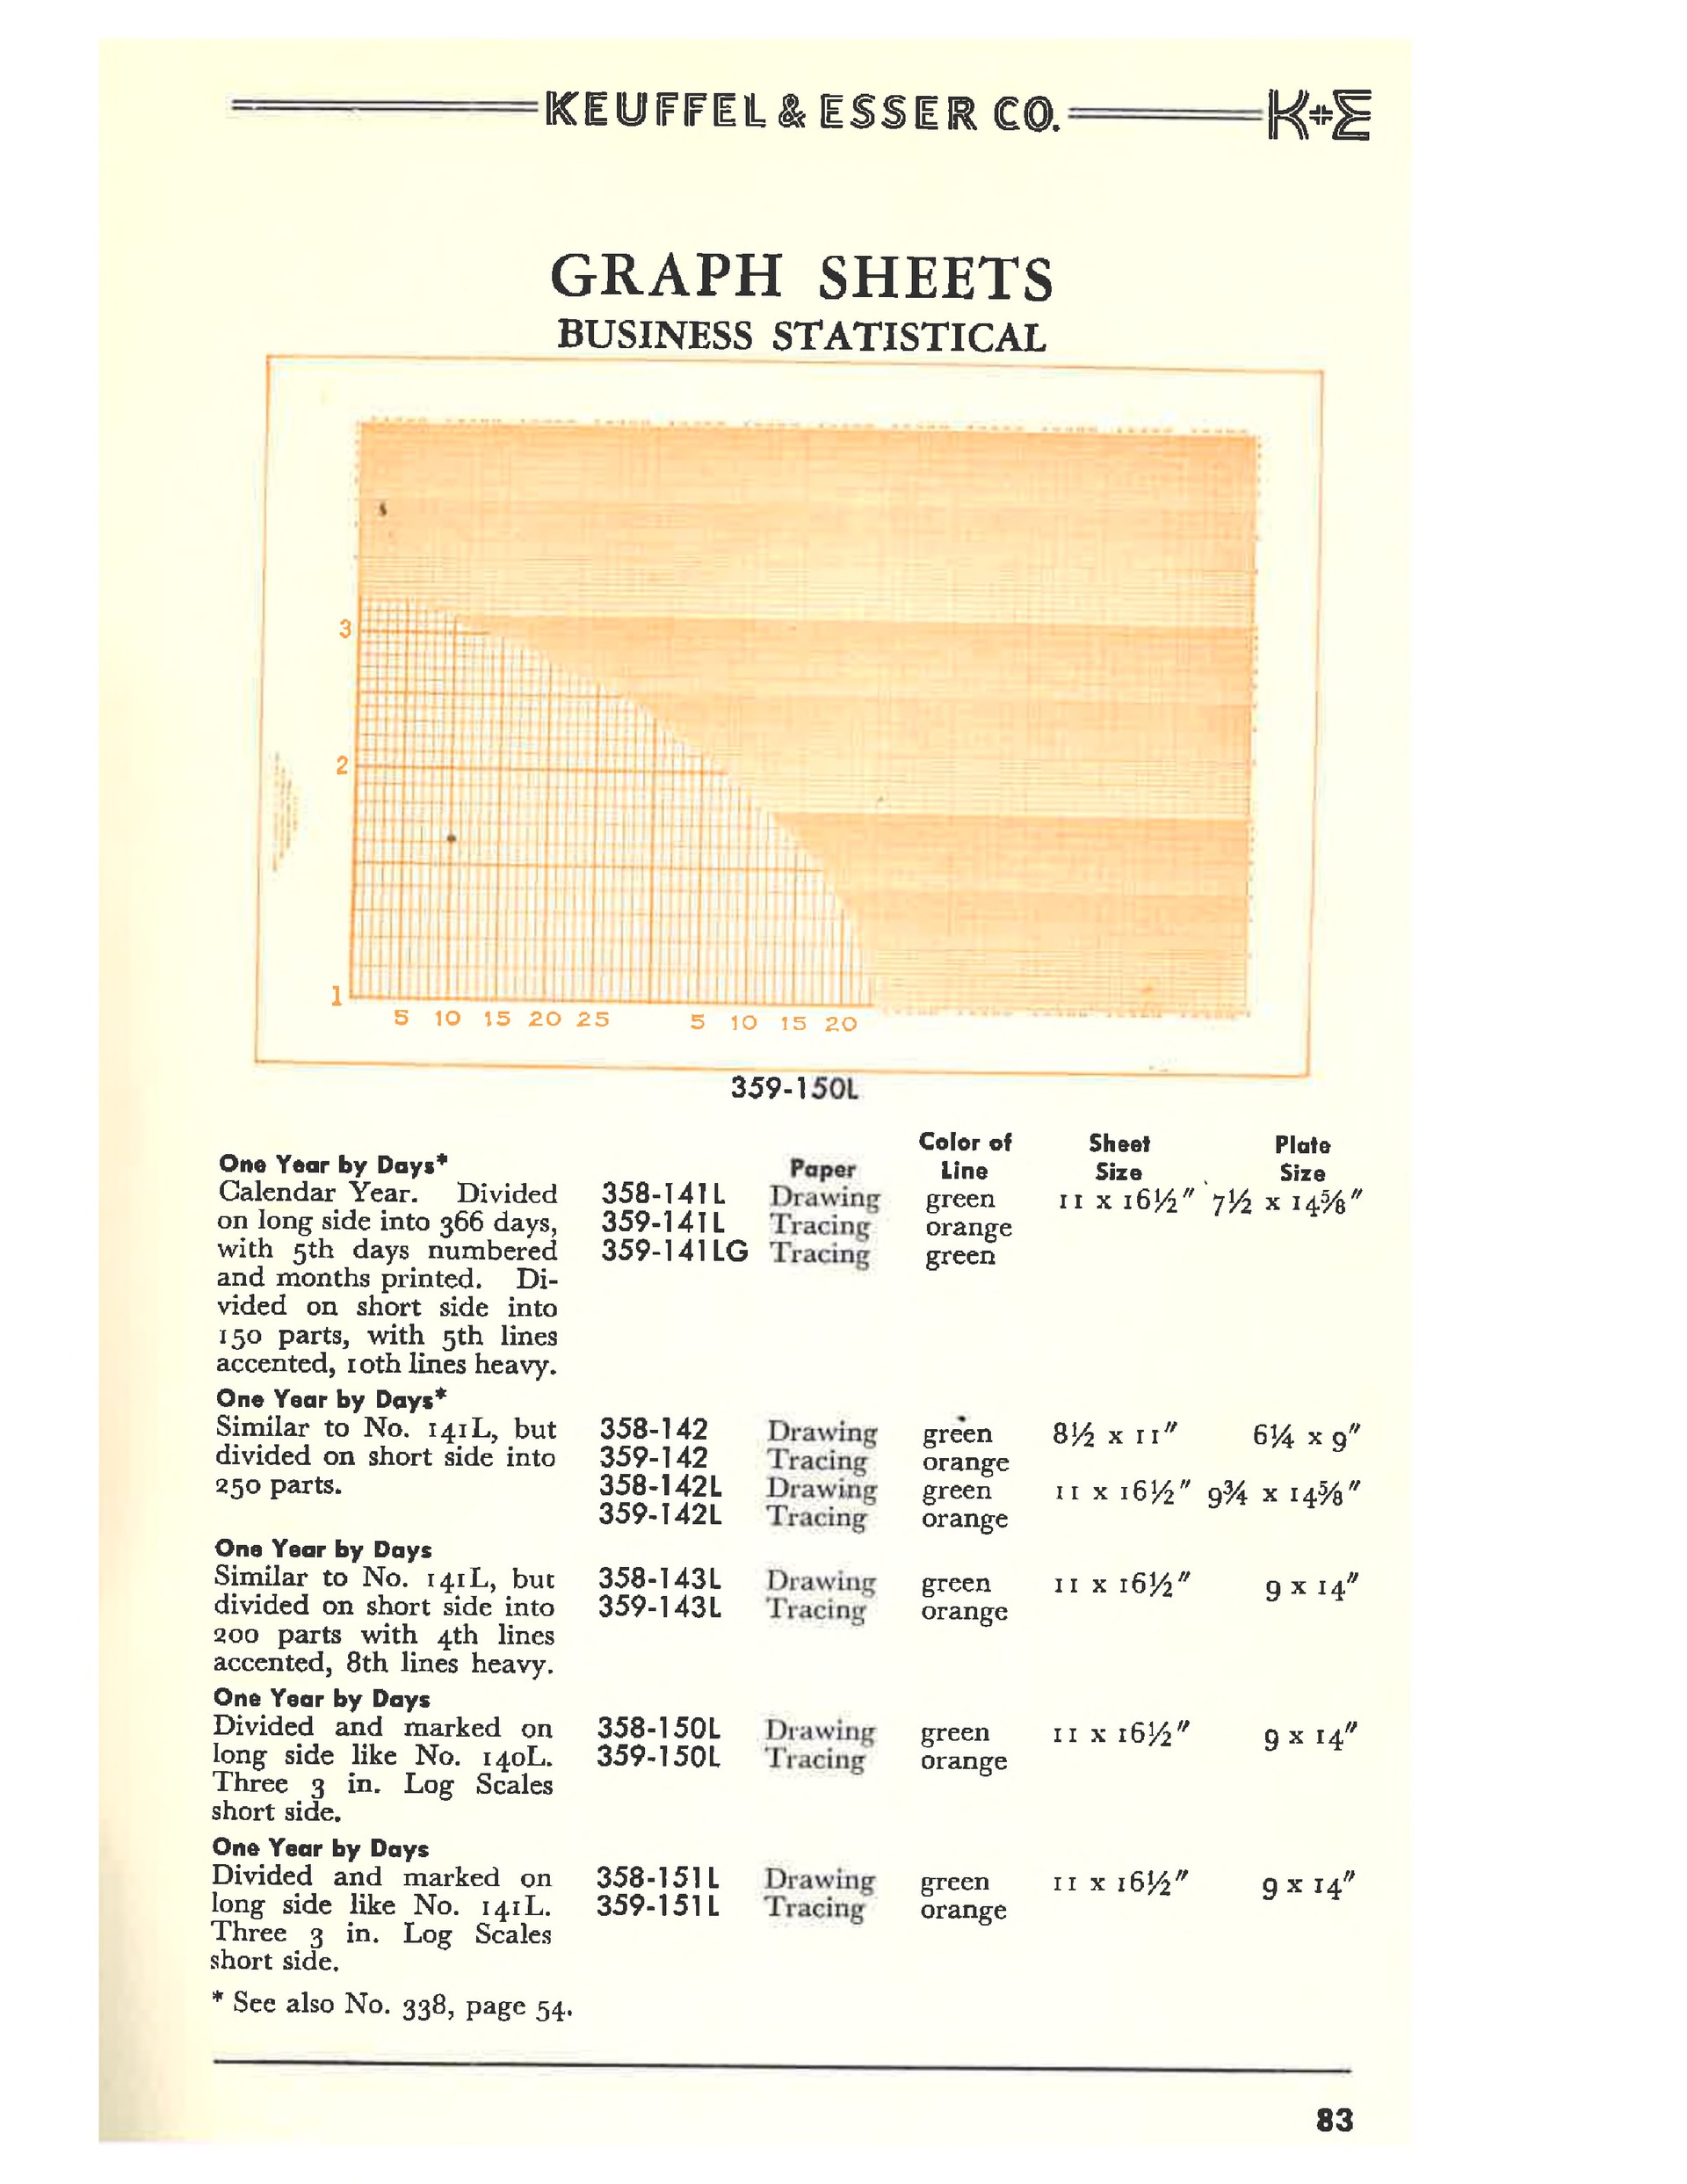 KEUFFEL & ESSER CO. K+E
GRAPH SHEETS
BUSINESS STATISTICAL
3
2
1
5 10 15 20 25 5 10 15 20
359-150L
Color of Sheet Plate
One Year by Days* Paper Line Size Size
Calendar Year. Divided 358-141L Drawing green 11 x 16½" 7½ x 14⅝"
on long side into 366 days, 359-141L Tracing orange
with 5th days numbered 359-141LG Tracing green
and months printed. Di-
vided on short side into
150 parts, with 5th lines
accented, 10th lines heavy.
One Year by Days*
Similar to No. 141L, but 358-142 Drawing green 8½ x 11" 6¼ x 9"
divided on short side into 359-142 Tracing orange
250 parts. 358-142L Drawing green 11 x 16½" 9¾ x 14⅝"
359-142L Tracing orange
One Year by Days
Similar to No. 141L, but 358-143L Drawing green 11 x 16½" 9 x 14"
divided on short side into 359-143L Tracing orange
200 parts with 4th lines
accented, 8th lines heavy.
One Year by Days
Divided and marked on 358-150L Drawing green 11 x 16½" 9 x 14"
long side like No. 140L. 359-150L Tracing orange
Three 3 in. Log Scales
short side.
One Year by Days
Divided and marked on 358-151L Drawing green 11 x 16½" 9 x 14"
long side like No. 141L. 359-151L Tracing orange
Three 3 in. Log Scales
short side.
* See also No. 338, page 54.
83